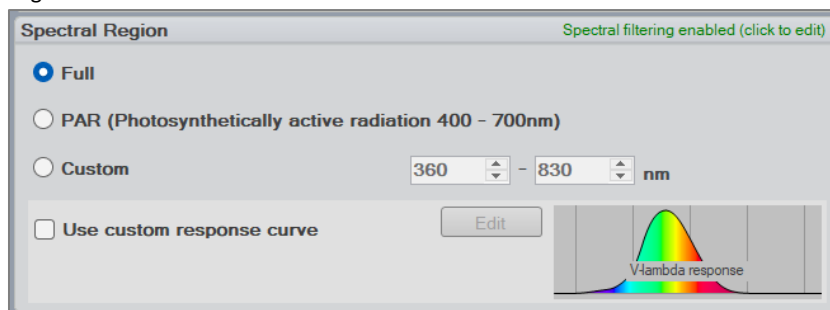 Spectral Region Spectral filtering enabled (click to edit)
Full
PAR (Photosynthetically active radiation 400 - 700nm)
Custom 360 - 830 nm
Use custom response curve Edit
V-lambda response